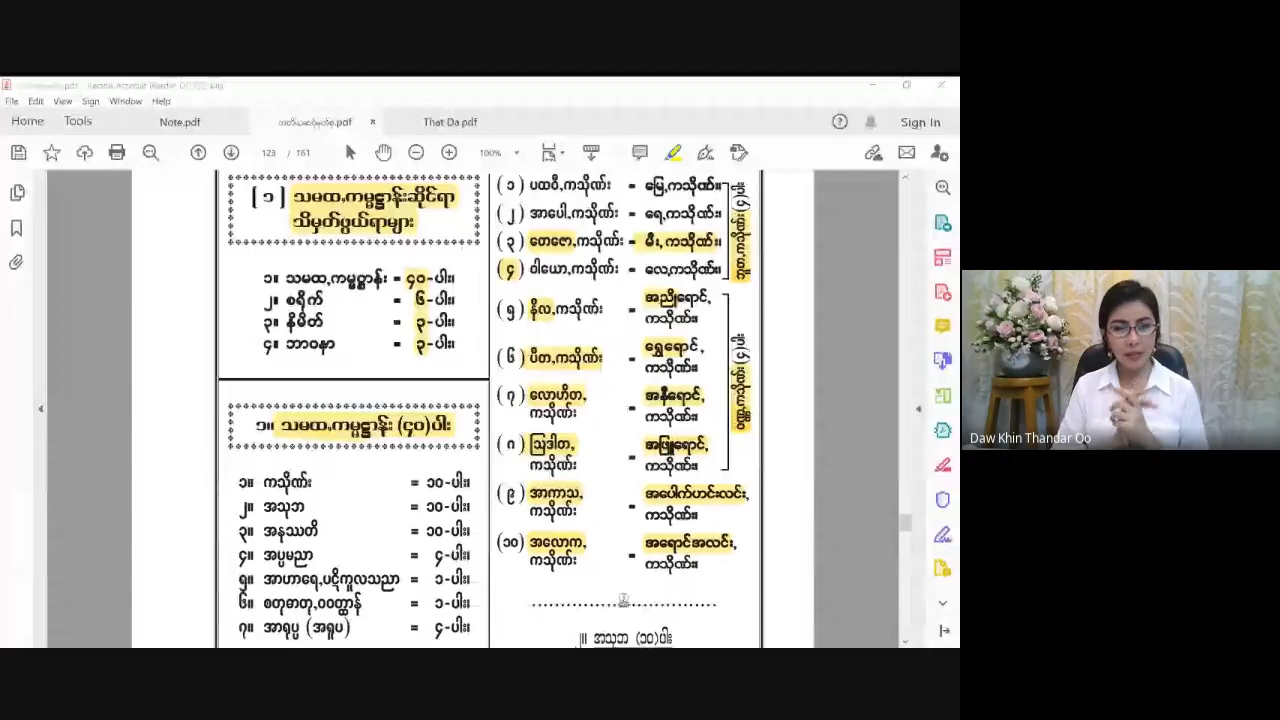 File Edit View Sign Window Help
Home Tools Note.pdf That Da.pdf Sign In
123 / 161 100%
[ ၁ ] သမထ,ကမ္မဋ္ဌာန်းဆိုင်ရာ
သိမှတ်ဖွယ်ရာများ
၁။ သမထ,ကမ္မဋ္ဌာန်း = ၄၀-ပါး။
၂။ စရိုက် = ၆-ပါး။
၃။ နိမိတ် = ၃-ပါး။
၄။ ဘာဝနာ = ၃-ပါး။
၁။ သမထ,ကမ္မဋ္ဌာန်း (၄၀)ပါး
၁။ ကသိုဏ်း = ၁၀-ပါး။
၂။ အသုဘ = ၁၀-ပါး။
၃။ အနုဿတိ = ၁၀-ပါး။
၄။ အပ္ပမညာ = ၄-ပါး။
၅။ အာဟာရေ,ပဋိကူလသညာ = ၁-ပါး။
၆။ စတုဓာတု,ဝဝတ္ထာန် = ၁-ပါး။
၇။ အာရုပ္ပ (အရူပ) = ၄-ပါး။
(၁) ပထဝီ,ကသိုဏ်း = မြေ,ကသိုဏ်း။
(၂) အာပေါ,ကသိုဏ်း = ရေ,ကသိုဏ်း။
(၃) တေဇော,ကသိုဏ်း = မီး,ကသိုဏ်း။
(၄) ဝါယော,ကသိုဏ်း = လေ,ကသိုဏ်း။
ဘူတ,ကသိုဏ်း(၄)ပါး
(၅) နီလ,ကသိုဏ်း = အညိုရောင်,
ကသိုဏ်း။
(၆) ပီတ,ကသိုဏ်း = ရွှေရောင်,
ကသိုဏ်း။
(၇) လောဟိတ, = အနီရောင်,
ကသိုဏ်း ကသိုဏ်း။
(၈) ဩဒါတ, = အဖြူရောင်,
ကသိုဏ်း ကသိုဏ်း။
ဝဏ္ဏ,ကသိုဏ်း(၄)ပါး
(၉) အာကာသ, = အပေါက်ဟင်းလင်း,
ကသိုဏ်း ကသိုဏ်း။
(၁၀) အာလောက, = အရောင်အလင်း,
ကသိုဏ်း ကသိုဏ်း။
၂။ အသုဘ (၁၀)ပါး
Daw Khin Thandar Oo